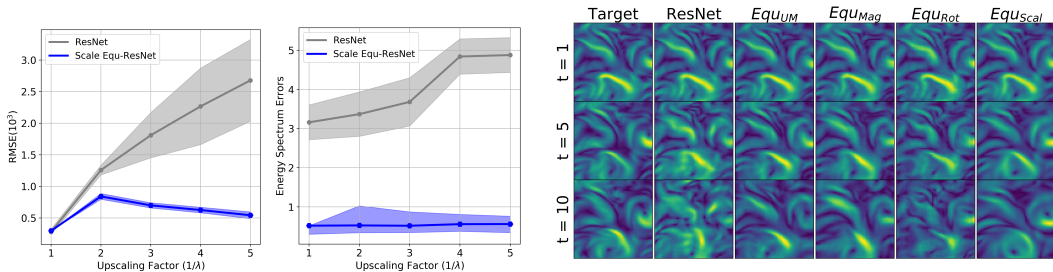 ResNet
Scale Equ-ResNet
RMSE(10³)
3.0
2.5
2.0
1.5
1.0
0.5
1 2 3 4 5
Upscaling Factor (1/λ)
ResNet
Scale Equ-ResNet
Energy Spectrum Errors
5
4
3
2
1
1 2 3 4 5
Upscaling Factor (1/λ)
Target ResNet Equ_UM Equ_Mag Equ_Rot Equ_Scal
t = 1
t = 5
t = 10